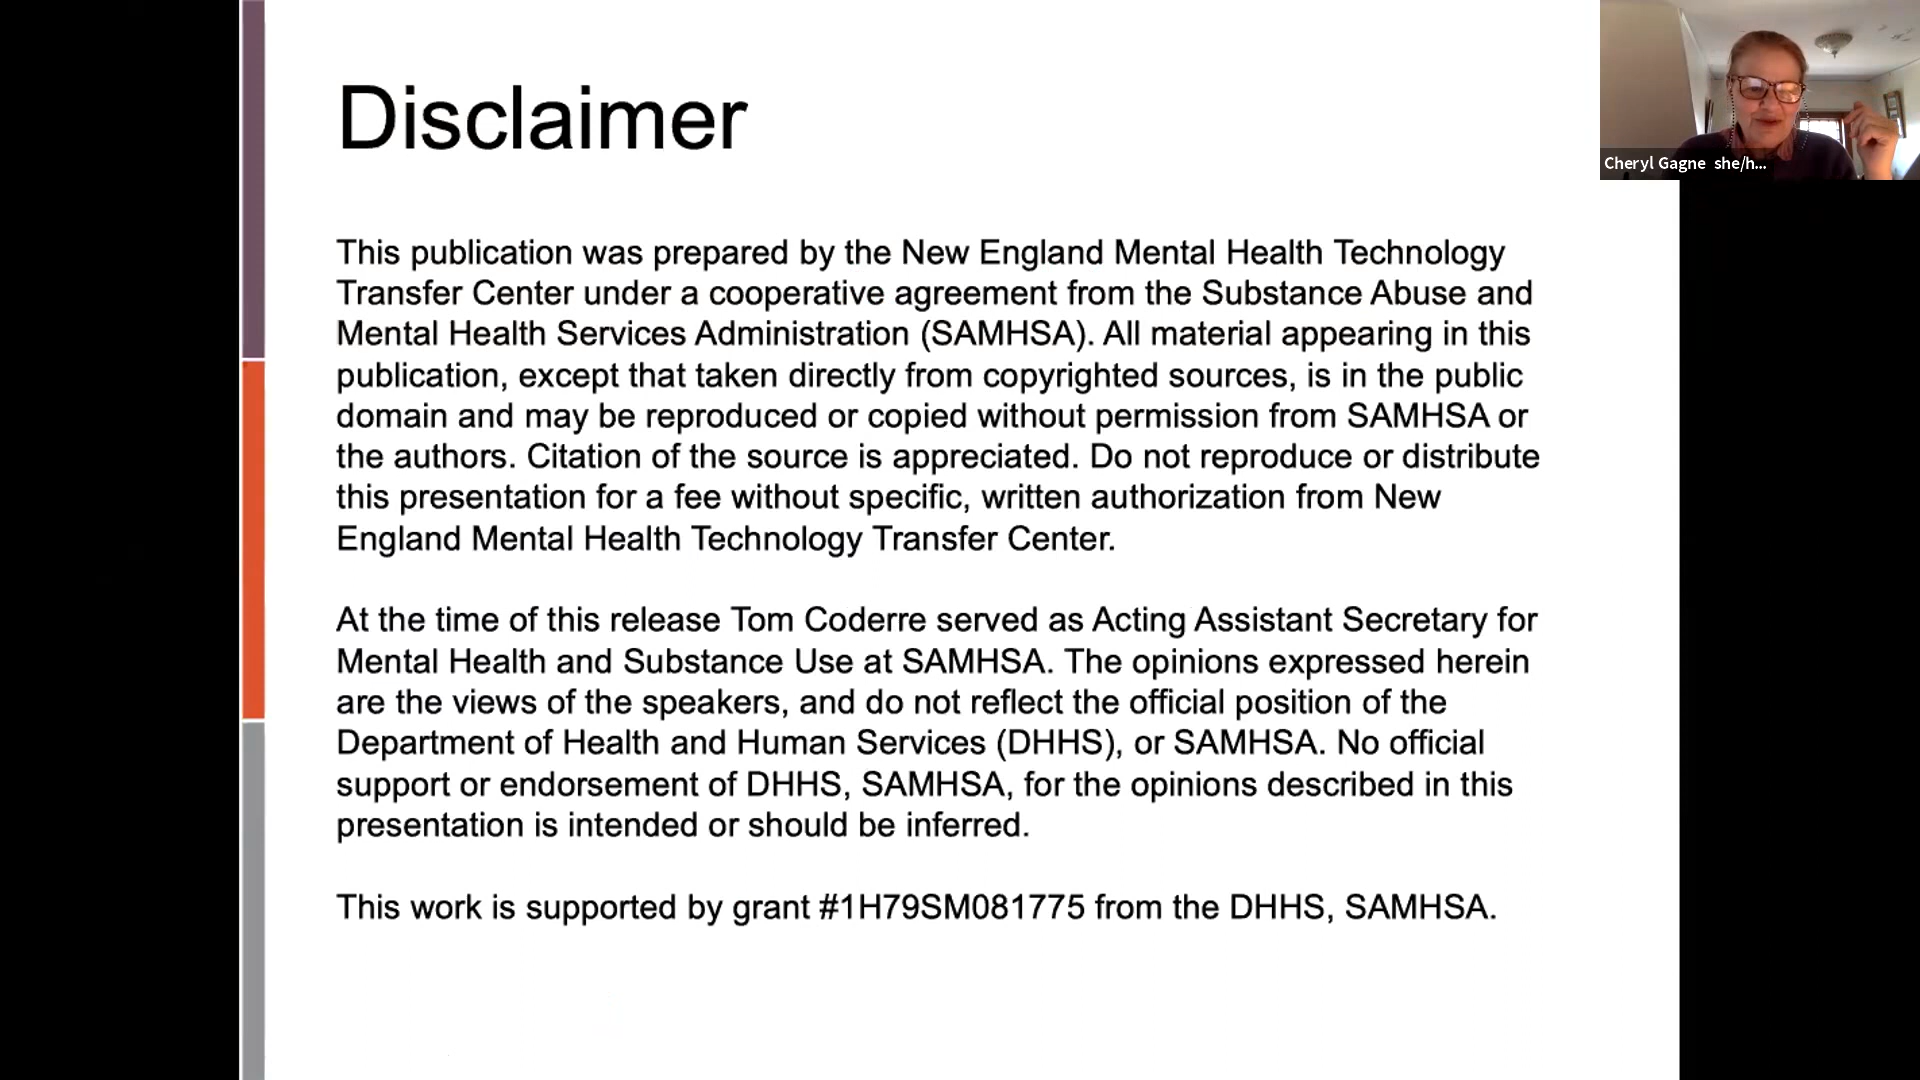 Disclaimer
Cheryl Gagne she/h...
This publication was prepared by the New England Mental Health Technology
Transfer Center under a cooperative agreement from the Substance Abuse and
Mental Health Services Administration (SAMHSA). All material appearing in this
publication, except that taken directly from copyrighted sources, is in the public
domain and may be reproduced or copied without permission from SAMHSA or
the authors. Citation of the source is appreciated. Do not reproduce or distribute
this presentation for a fee without specific, written authorization from New
England Mental Health Technology Transfer Center.
At the time of this release Tom Coderre served as Acting Assistant Secretary for
Mental Health and Substance Use at SAMHSA. The opinions expressed herein
are the views of the speakers, and do not reflect the official position of the
Department of Health and Human Services (DHHS), or SAMHSA. No official
support or endorsement of DHHS, SAMHSA, for the opinions described in this
presentation is intended or should be inferred.
This work is supported by grant #1H79SM081775 from the DHHS, SAMHSA.